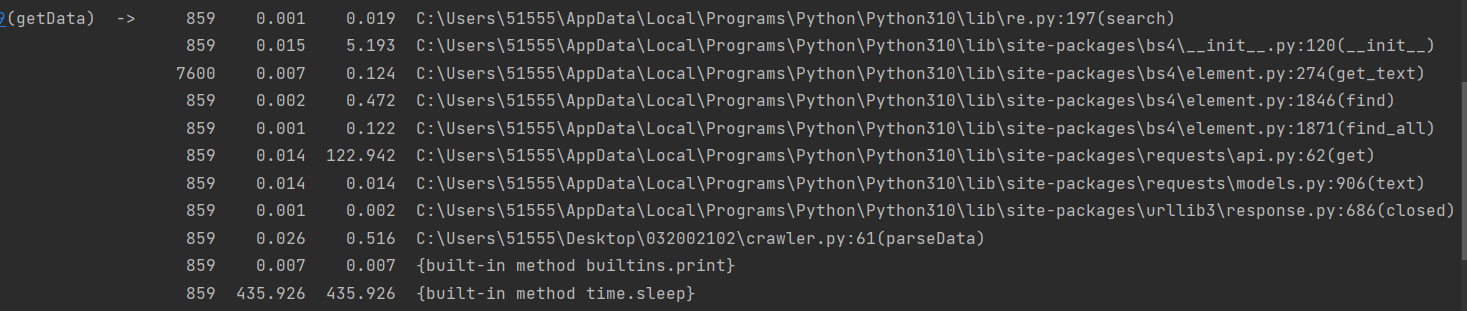 9(getData)  ->     859    0.001    0.019  C:\Users\51555\AppData\Local\Programs\Python\Python310\lib\re.py:197(search)
859    0.015    5.193  C:\Users\51555\AppData\Local\Programs\Python\Python310\lib\site-packages\bs4\__init__.py:120(__init__)
7600    0.007    0.124  C:\Users\51555\AppData\Local\Programs\Python\Python310\lib\site-packages\bs4\element.py:274(get_text)
859    0.002    0.472  C:\Users\51555\AppData\Local\Programs\Python\Python310\lib\site-packages\bs4\element.py:1846(find)
859    0.001    0.122  C:\Users\51555\AppData\Local\Programs\Python\Python310\lib\site-packages\bs4\element.py:1871(find_all)
859    0.014  122.942  C:\Users\51555\AppData\Local\Programs\Python\Python310\lib\site-packages\requests\api.py:62(get)
859    0.014    0.014  C:\Users\51555\AppData\Local\Programs\Python\Python310\lib\site-packages\requests\models.py:906(text)
859    0.001    0.002  C:\Users\51555\AppData\Local\Programs\Python\Python310\lib\site-packages\urllib3\response.py:686(closed)
859    0.026    0.516  C:\Users\51555\Desktop\032002102\crawler.py:61(parseData)
859    0.007    0.007  {built-in method builtins.print}
859  435.926  435.926  {built-in method time.sleep}